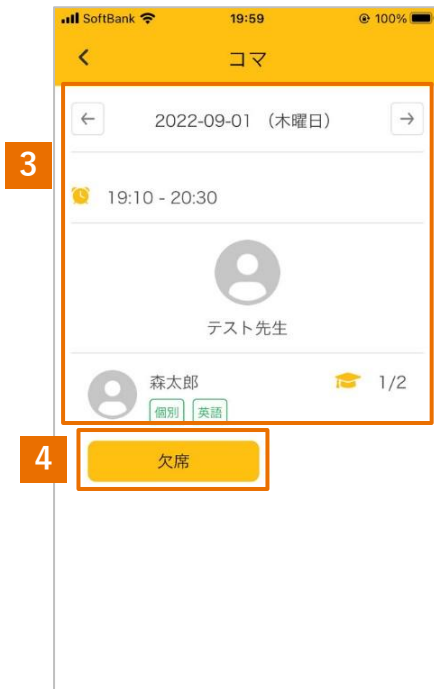 SoftBank 19:59 100%
コマ
2022-09-01 （木曜日）
3
19:10 - 20:30
テスト先生
森太郎 1/2
個別 英語
4
欠席